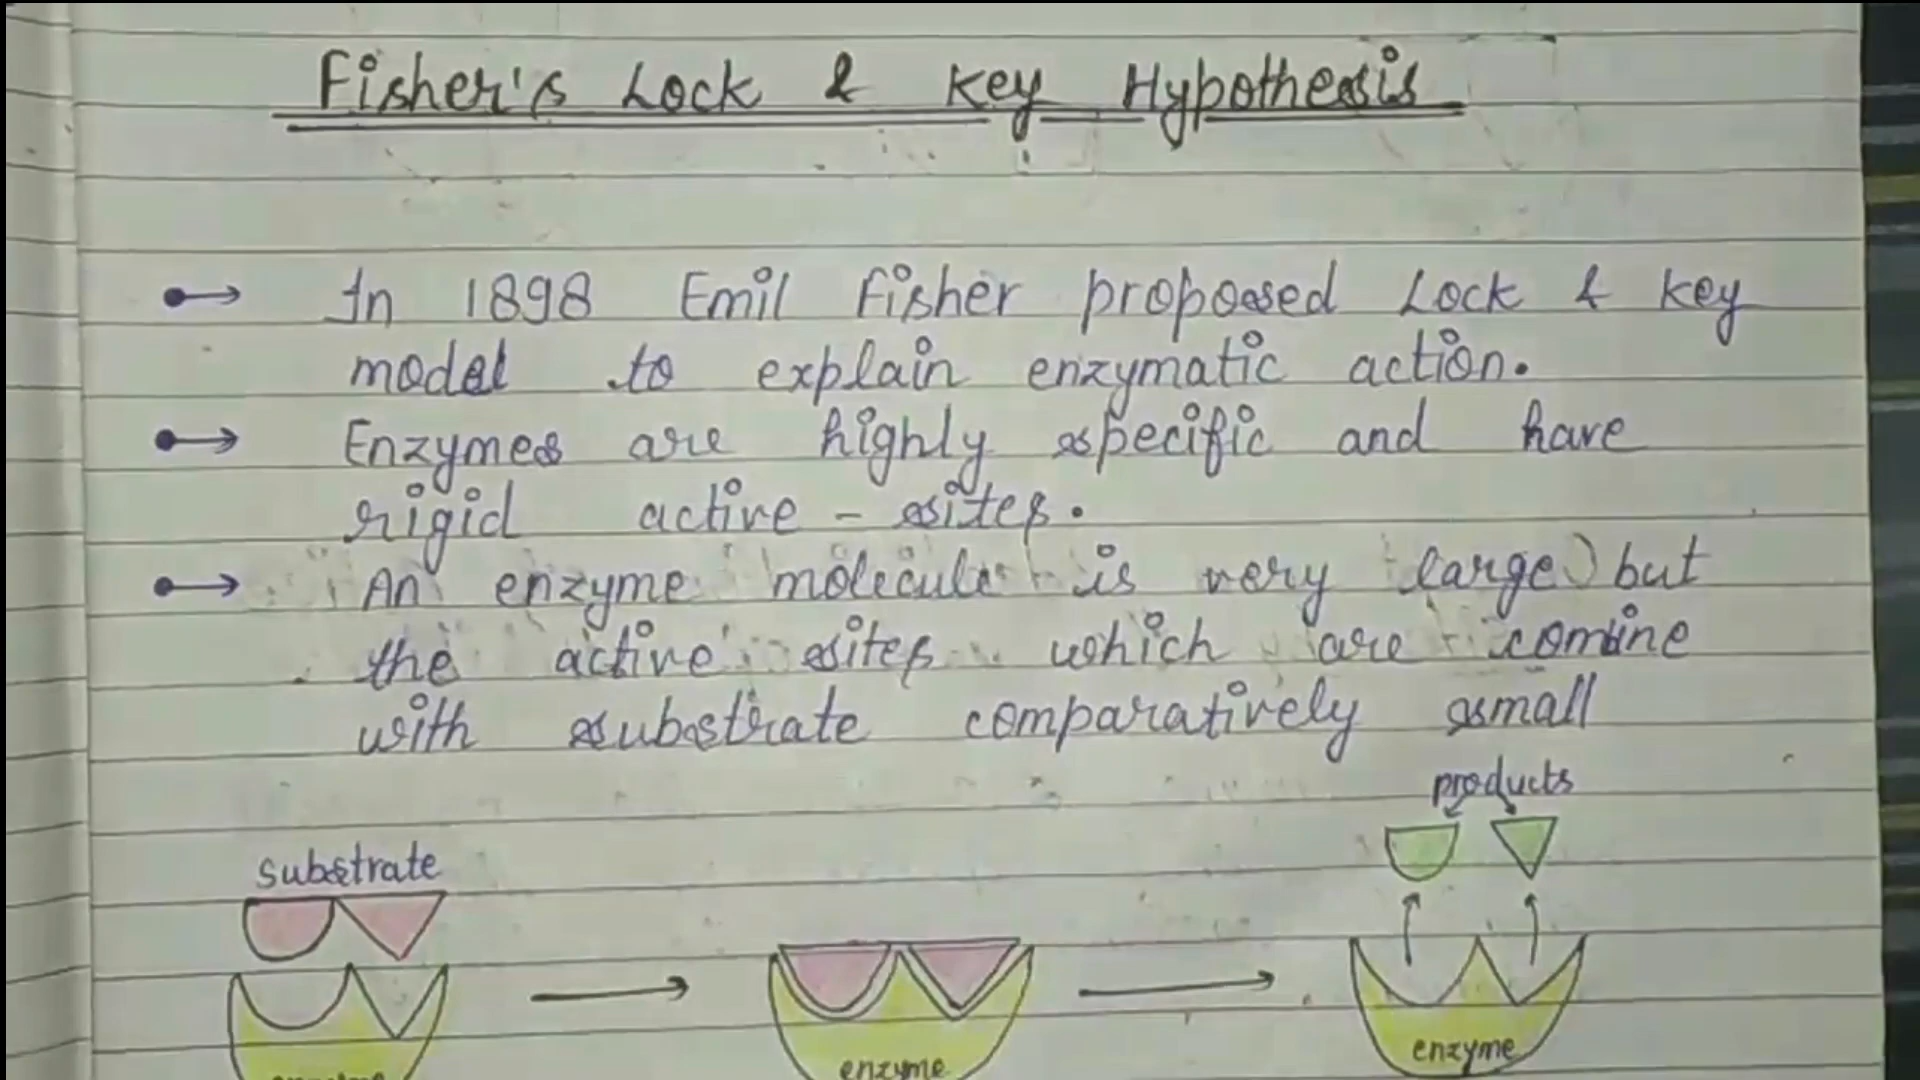 Fisher's Lock & Key Hypothesis
In 1898 Emil Fisher proposed Lock & key
model to explain enzymatic action.
Enzymes are highly specific and have
rigid active - sites.
An enzyme molecule is very large but
the active sites which are comine
with substrate comparatively small
products
substrate
enzyme
enzyme
enzyme